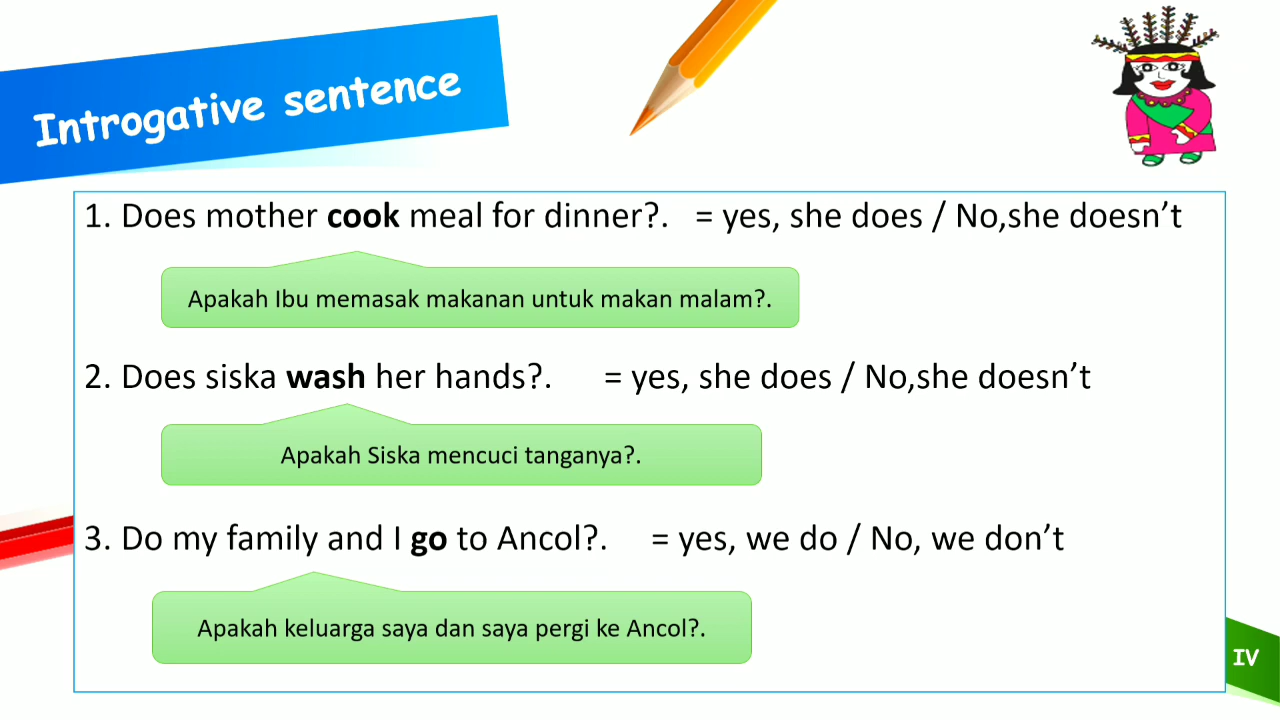 Introgative sentence
1. Does mother cook meal for dinner?. = yes, she does / No,she doesn’t
Apakah Ibu memasak makanan untuk makan malam?.
2. Does siska wash her hands?. = yes, she does / No,she doesn’t
Apakah Siska mencuci tanganya?.
3. Do my family and I go to Ancol?. = yes, we do / No, we don’t
Apakah keluarga saya dan saya pergi ke Ancol?.
IV